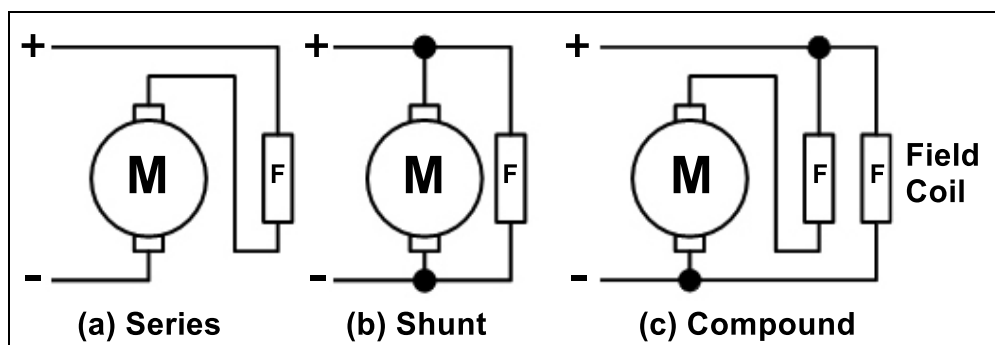 + + +
M F M F M F F Field
Coil
- - -
(a) Series (b) Shunt (c) Compound